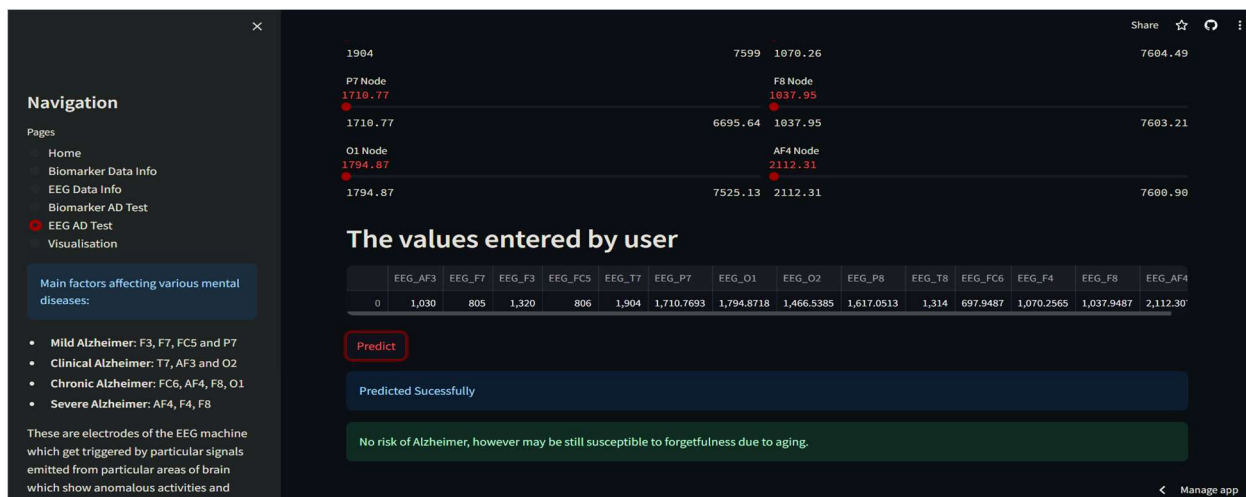 Share
Navigation
Pages
Home
Biomarker Data Info
EEG Data Info
Biomarker AD Test
EEG AD Test
Visualisation
Main factors affecting various mental
diseases:
Mild Alzheimer: F3, F7, FC5 and P7
Clinical Alzheimer: T7, AF3 and O2
Chronic Alzheimer: FC6, AF4, F8, O1
Severe Alzheimer: AF4, F4, F8
These are electrodes of the EEG machine
which get triggered by particular signals
emitted from particular areas of brain
which show anomalous activities and
1904 7599 1070.26 7604.49
P7 Node F8 Node
1710.77 1037.95
1710.77 6695.64 1037.95 7603.21
O1 Node AF4 Node
1794.87 2112.31
1794.87 7525.13 2112.31 7600.90
The values entered by user
EEG_AF3 EEG_F7 EEG_F3 EEG_FC5 EEG_T7 EEG_P7 EEG_O1 EEG_O2 EEG_P8 EEG_T8 EEG_FC6 EEG_F4 EEG_F8 EEG_AF4
0 1,030 805 1,320 806 1,904 1,710.7693 1,794.8718 1,466.5385 1,617.0513 1,314 697.9487 1,070.2565 1,037.9487 2,112.30
Predict
Predicted Sucessfully
No risk of Alzheimer, however may be still susceptible to forgetfulness due to aging.
Manage app